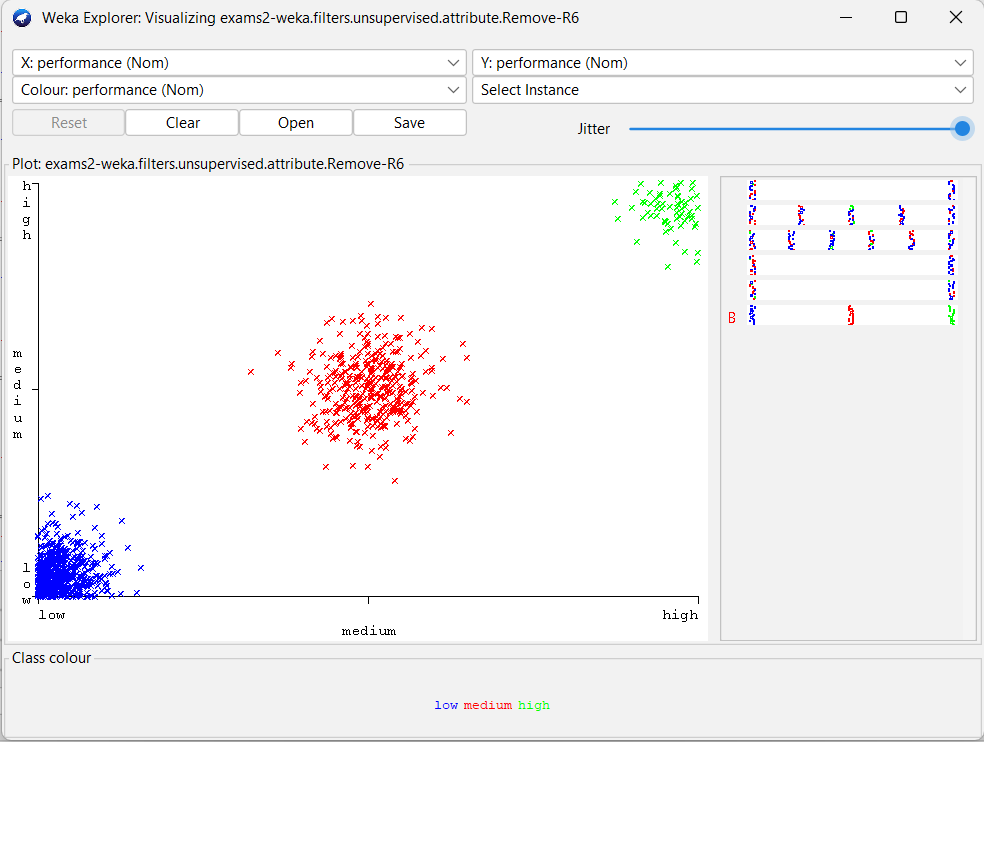 Weka Explorer: Visualizing exams2-weka.filters.unsupervised.attribute.Remove-R6
X: performance (Nom)
Y: performance (Nom)
Colour: performance (Nom)
Select Instance
Reset
Clear
Open
Save
Jitter
Plot: exams2-weka.filters.unsupervised.attribute.Remove-R6
high
medium
low
low
medium
high
B
Class colour
low medium high